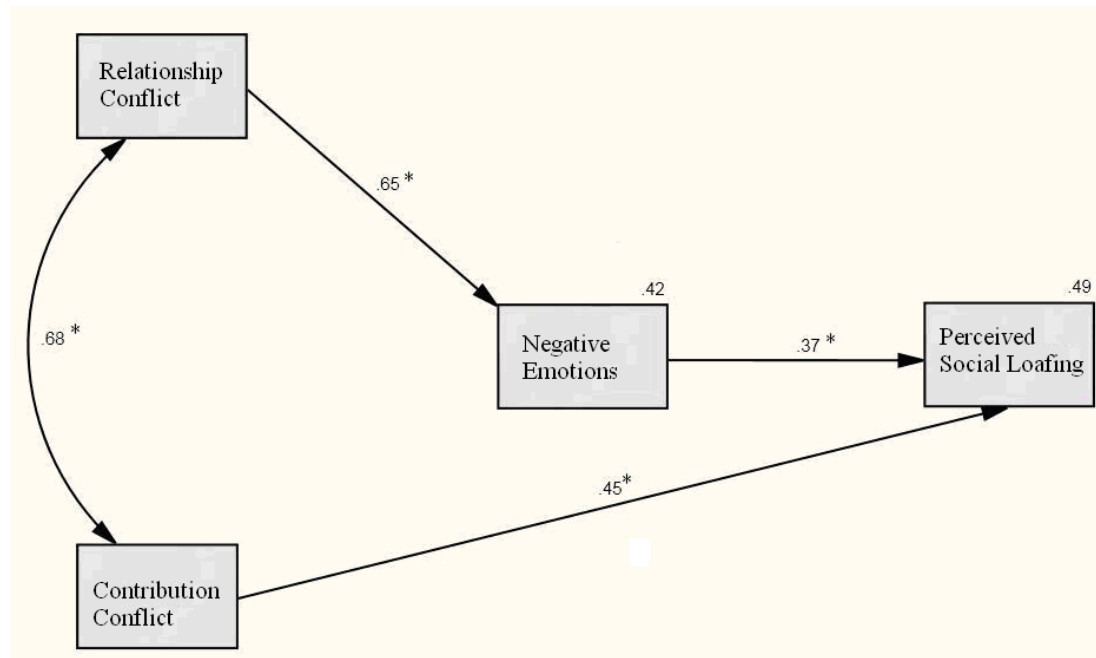 Relationship
Conflict
.65 *
.42
.49
.68 *
Negative
Emotions
.37 *
Perceived
Social Loafing
.45*
Contribution
Conflict